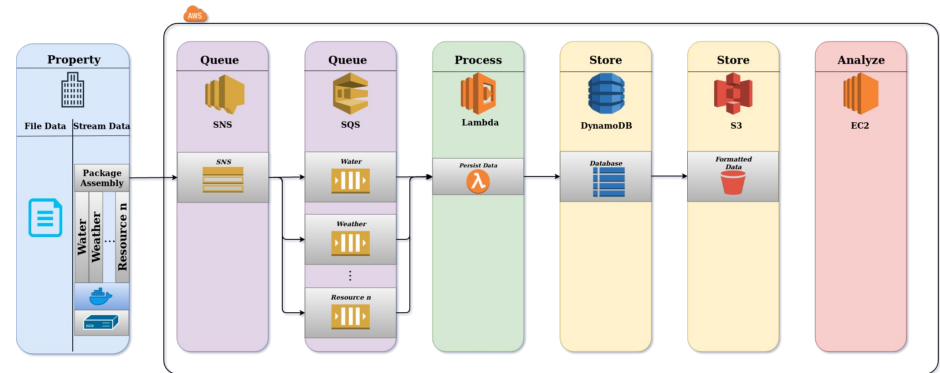 AWS
Property
File Data
Stream Data
Package
Assembly
Water
Weather
...
Resource n
Queue
SNS
SNS
Queue
SQS
Water
Weather
⋮
Resource n
Process
Lambda
Persist Data
λ
Store
DynamoDB
Database
Store
S3
Formatted
Data
Analyze
EC2